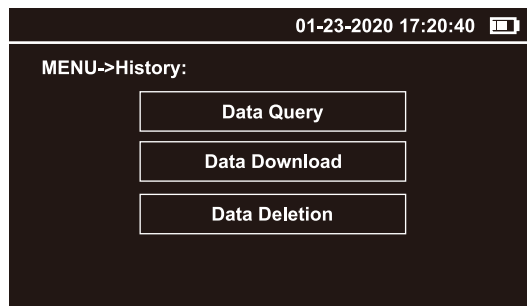 01-23-2020 17:20:40
MENU->History:
Data Query
Data Download
Data Deletion